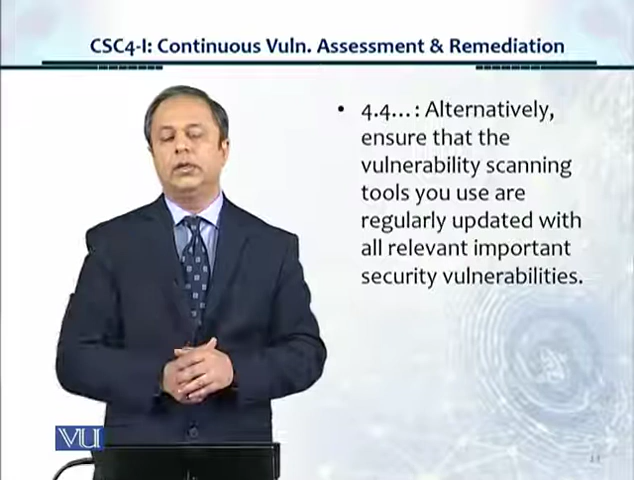 CSC4-I: Continuous Vuln. Assessment & Remediation
• 4.4...: Alternatively,
ensure that the
vulnerability scanning
tools you use are
regularly updated with
all relevant important
security vulnerabilities.
VU